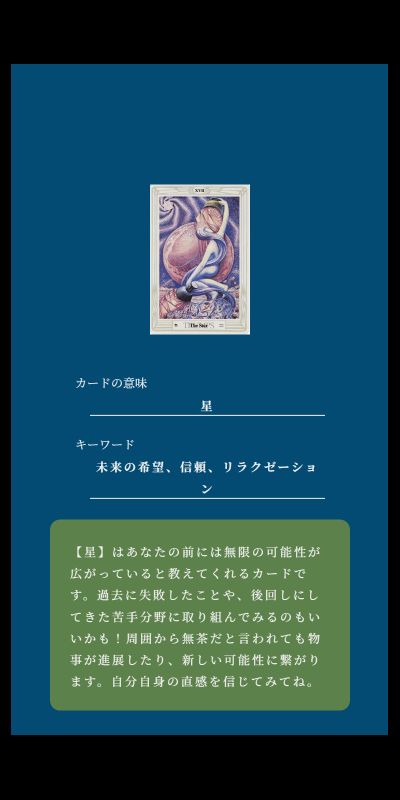 XVII
The Star
カードの意味
星
キーワード
未来の希望、信頼、リラクゼーショ
ン
【星】はあなたの前には無限の可能性が
広がっていると教えてくれるカードで
す。過去に失敗したことや、後回しにし
てきた苦手分野に取り組んでみるのもい
いかも！周囲から無茶だと言われても物
事が進展したり、新しい可能性に繋がり
ます。自分自身の直感を信じてみてね。